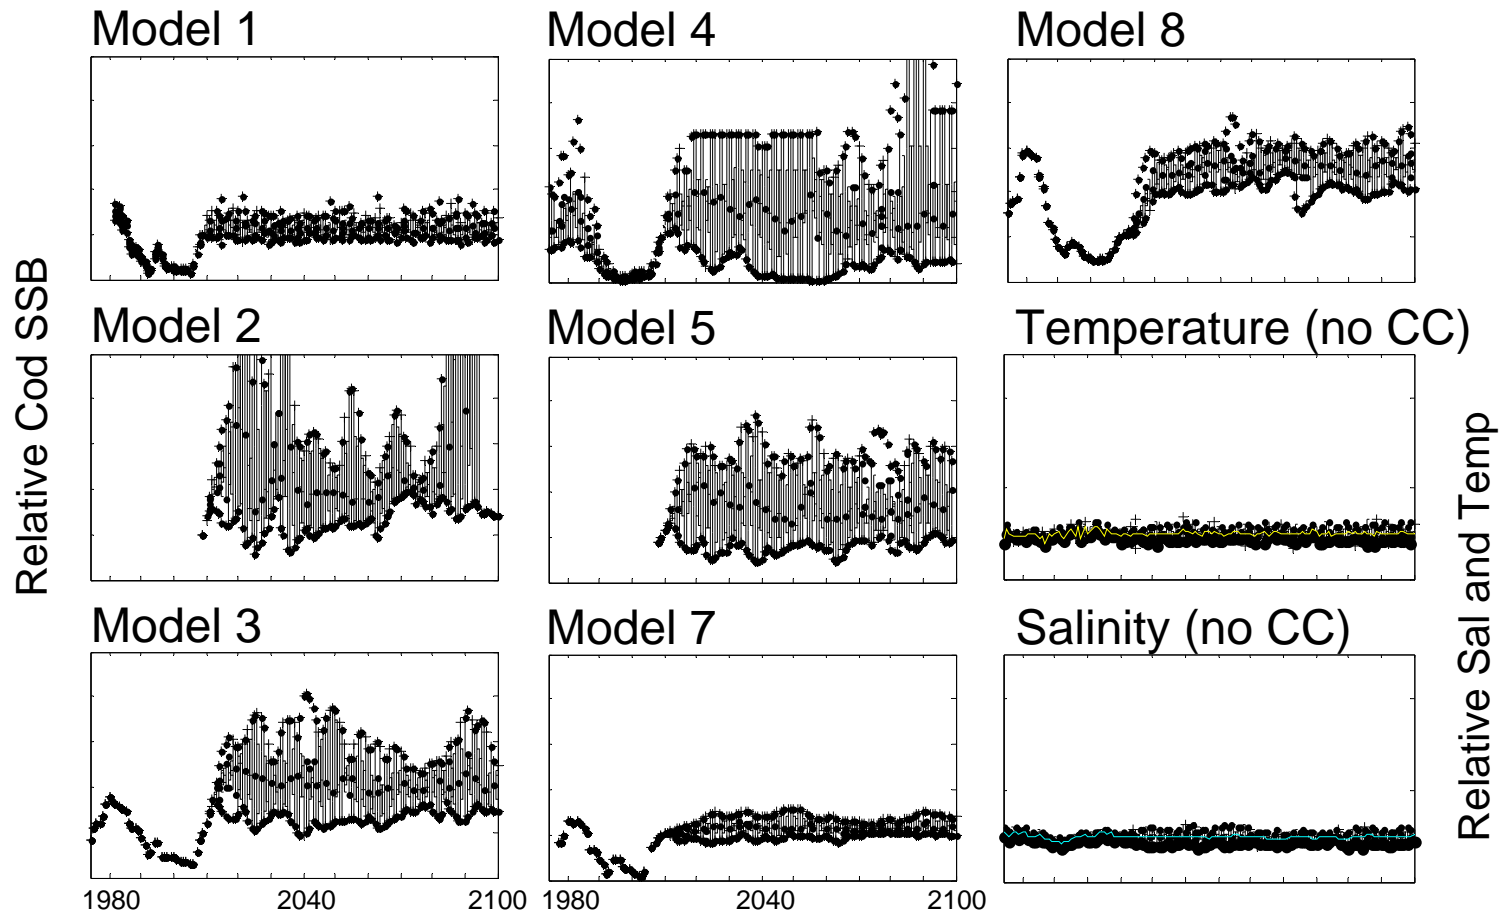 Model 1
Model 4
Model 8
Relative Cod SSB
Model 2
Model 5
Temperature (no CC)
Relative Sal and Temp
Model 3
Model 7
Salinity (no CC)
1980 2040 2100
1980 2040 2100